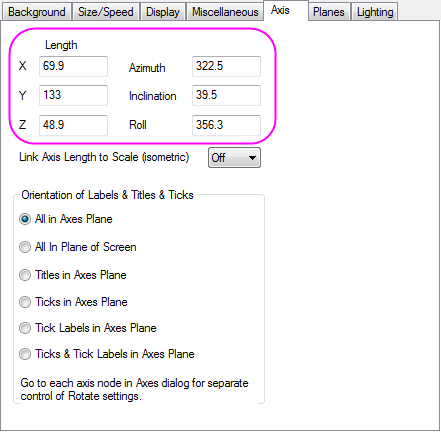 Background Size/Speed Display Miscellaneous Axis Planes Lighting
Length
X 69.9 Azimuth 322.5
Y 133 Inclination 39.5
Z 48.9 Roll 356.3
Link Axis Length to Scale (isometric) Off
Orientation of Labels & Titles & Ticks
All in Axes Plane
All In Plane of Screen
Titles in Axes Plane
Ticks in Axes Plane
Tick Labels in Axes Plane
Ticks & Tick Labels in Axes Plane
Go to each axis node in Axes dialog for separate
control of Rotate settings.